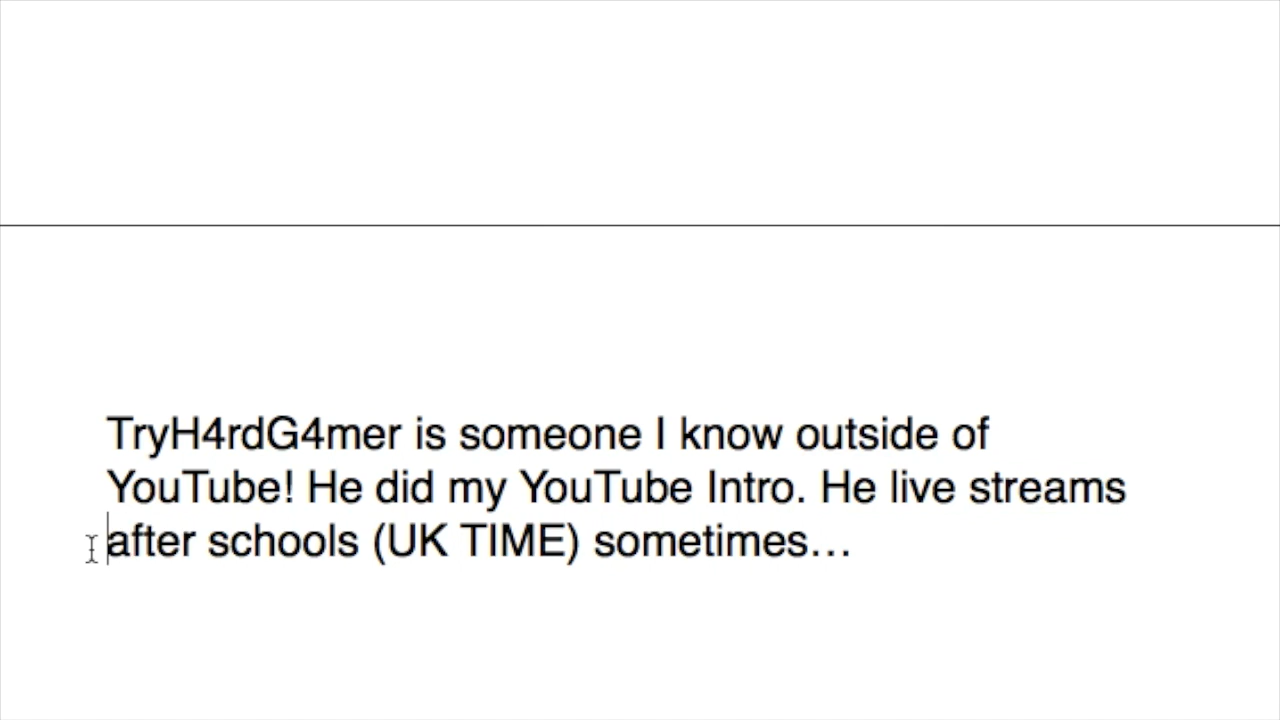 TryH4rdG4mer is someone I know outside of
YouTube! He did my YouTube Intro. He live streams
after schools (UK TIME) sometimes…